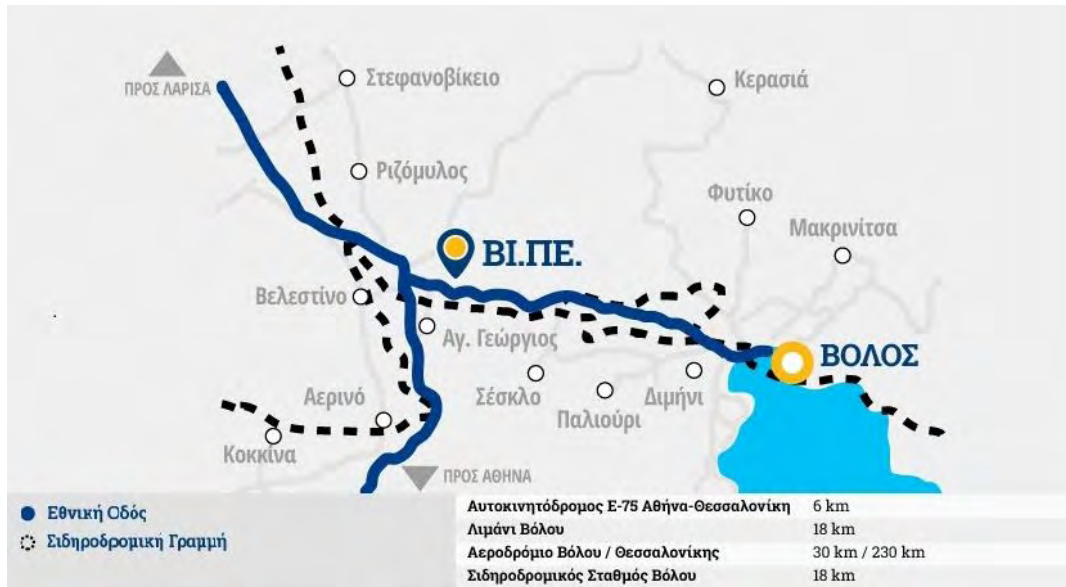 Στεφανοβίκειο
Κερασιά
ΠΡΟΣ ΛΑΡΙΣΑ
Ριζόμυλος
Φυτίκο
Μακρινίτσα
ΒΙ.ΠΕ.
Βελεστίνο
Αγ. Γεώργιος
ΒΟΛΟΣ
Σέσκλο
Διμήνι
Παλιούρι
Αερινό
Κοκκίνα
ΠΡΟΣ ΑΘΗΝΑ
Εθνική Οδός
Σιδηροδρομική Γραμμή
Αυτοκινητόδρομος Ε-75 Αθήνα-Θεσσαλονίκη 6 km
Λιμάνι Βόλου 18 km
Αεροδρόμιο Βόλου / Θεσσαλονίκης 30 km / 230 km
Σιδηροδρομικός Σταθμός Βόλου 18 km